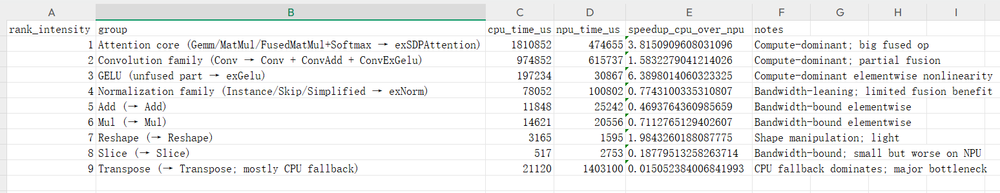 A B C D E F G H I
rank_intensity group cpu_time_us npu_time_us speedup_cpu_over_npu notes
1 Attention core (Gemm/MatMul/FusedMatMul+Softmax → exSDPAttention) 1810852 474655 3.8150909608031096 Compute-dominant; big fused op
2 Convolution family (Conv → Conv + ConvAdd + ConvExGelu) 974852 615737 1.5832279041214026 Compute-dominant; partial fusion
3 GELU (unfused part → exGelu) 197234 30867 6.3898014060323325 Compute-dominant elementwise nonlinearity
4 Normalization family (Instance/Skip/Simplified → exNorm) 78052 100802 0.7743100335310807 Bandwidth-leaning; limited fusion benefit
5 Add (→ Add) 11848 25242 0.4693764360985659 Bandwidth-bound elementwise
6 Mul (→ Mul) 14621 20556 0.7112765129402607 Bandwidth-bound elementwise
7 Reshape (→ Reshape) 3165 1595 1.9843260188087775 Shape manipulation; light
8 Slice (→ Slice) 517 2753 0.18779513258263714 Bandwidth-bound; small but worse on NPU
9 Transpose (→ Transpose; mostly CPU fallback) 21120 1403100 0.015052384006841993 CPU fallback dominates; major bottleneck